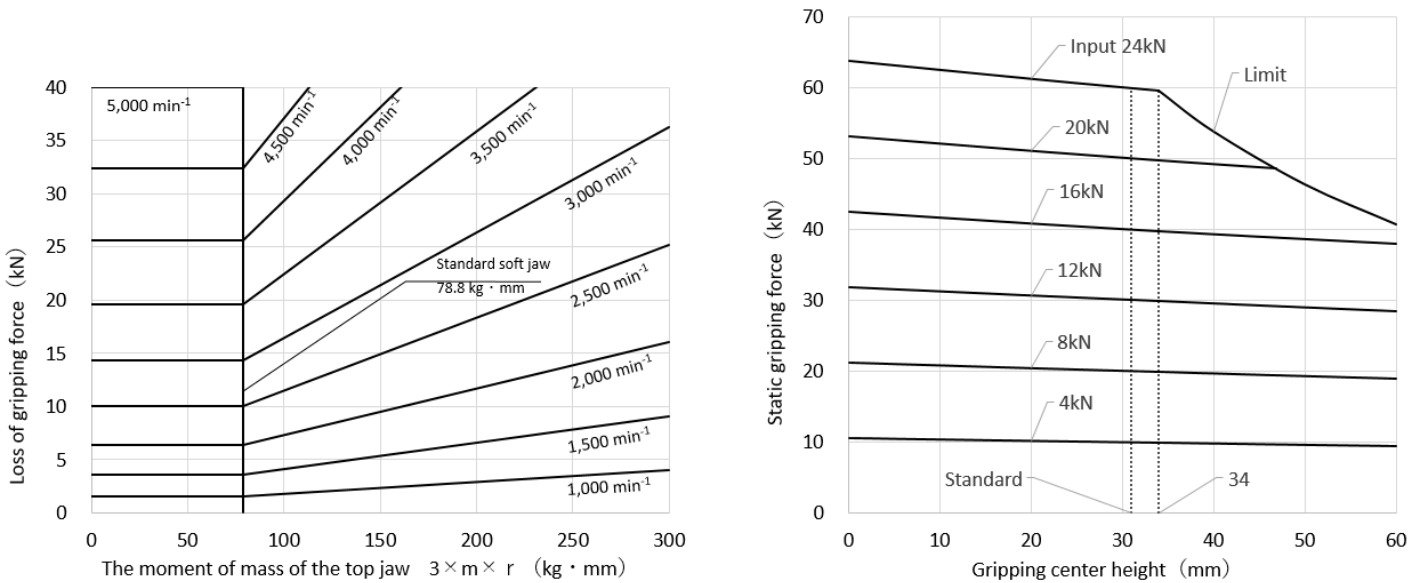 40
35
30
25
20
15
10
5
0
Loss of gripping force（kN）
5,000 min-1
4,500 min-1
4,000 min-1
3,500 min-1
3,000 min-1
Standard soft jaw
78.8 kg・mm
2,500 min-1
2,000 min-1
1,500 min-1
1,000 min-1
0 50 100 150 200 250 300
The moment of mass of the top jaw 3×m× r （kg・mm）
70
60
50
40
30
20
10
0
Static gripping force（kN）
Input 24kN
Limit
20kN
16kN
12kN
8kN
4kN
Standard
34
0 10 20 30 40 50 60
Gripping center height（mm）